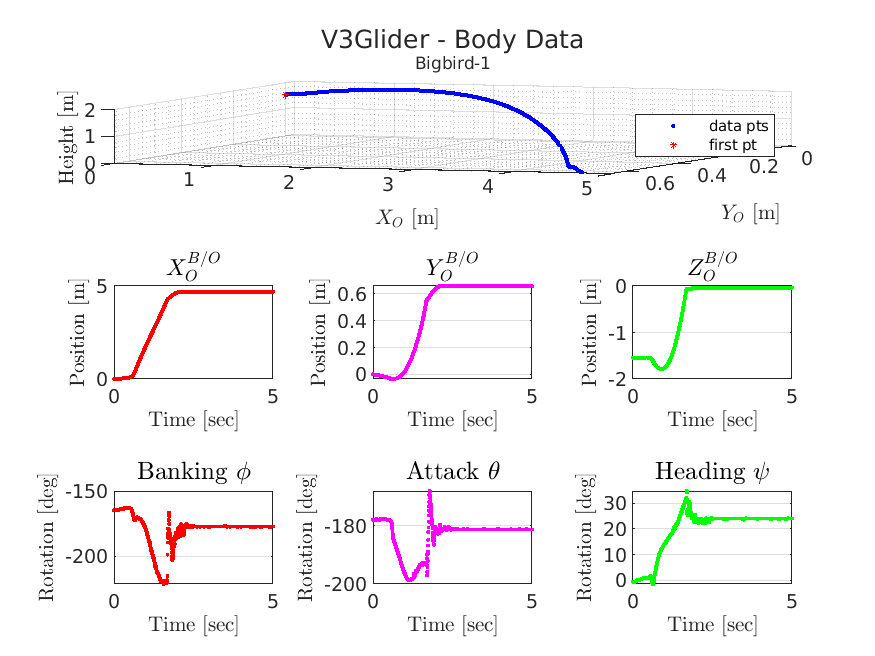 V3Glider - Body Data
Bigbird-1
Height [m]
2
1
0
0
1
2
3
4
5
0.6
0.4
0.2
0
X_O [m]
Y_O [m]
data pts
first pt
X_O^{B/O}
Position [m]
5
0
0
5
Time [sec]
Y_O^{B/O}
Position [m]
0.6
0.4
0.2
0
0
5
Time [sec]
Z_O^{B/O}
Position [m]
0
-1
-2
0
5
Time [sec]
Banking ϕ
Rotation [deg]
-150
-200
0
5
Time [sec]
Attack θ
Rotation [deg]
-180
-200
0
5
Time [sec]
Heading ψ
Rotation [deg]
30
20
10
0
0
5
Time [sec]